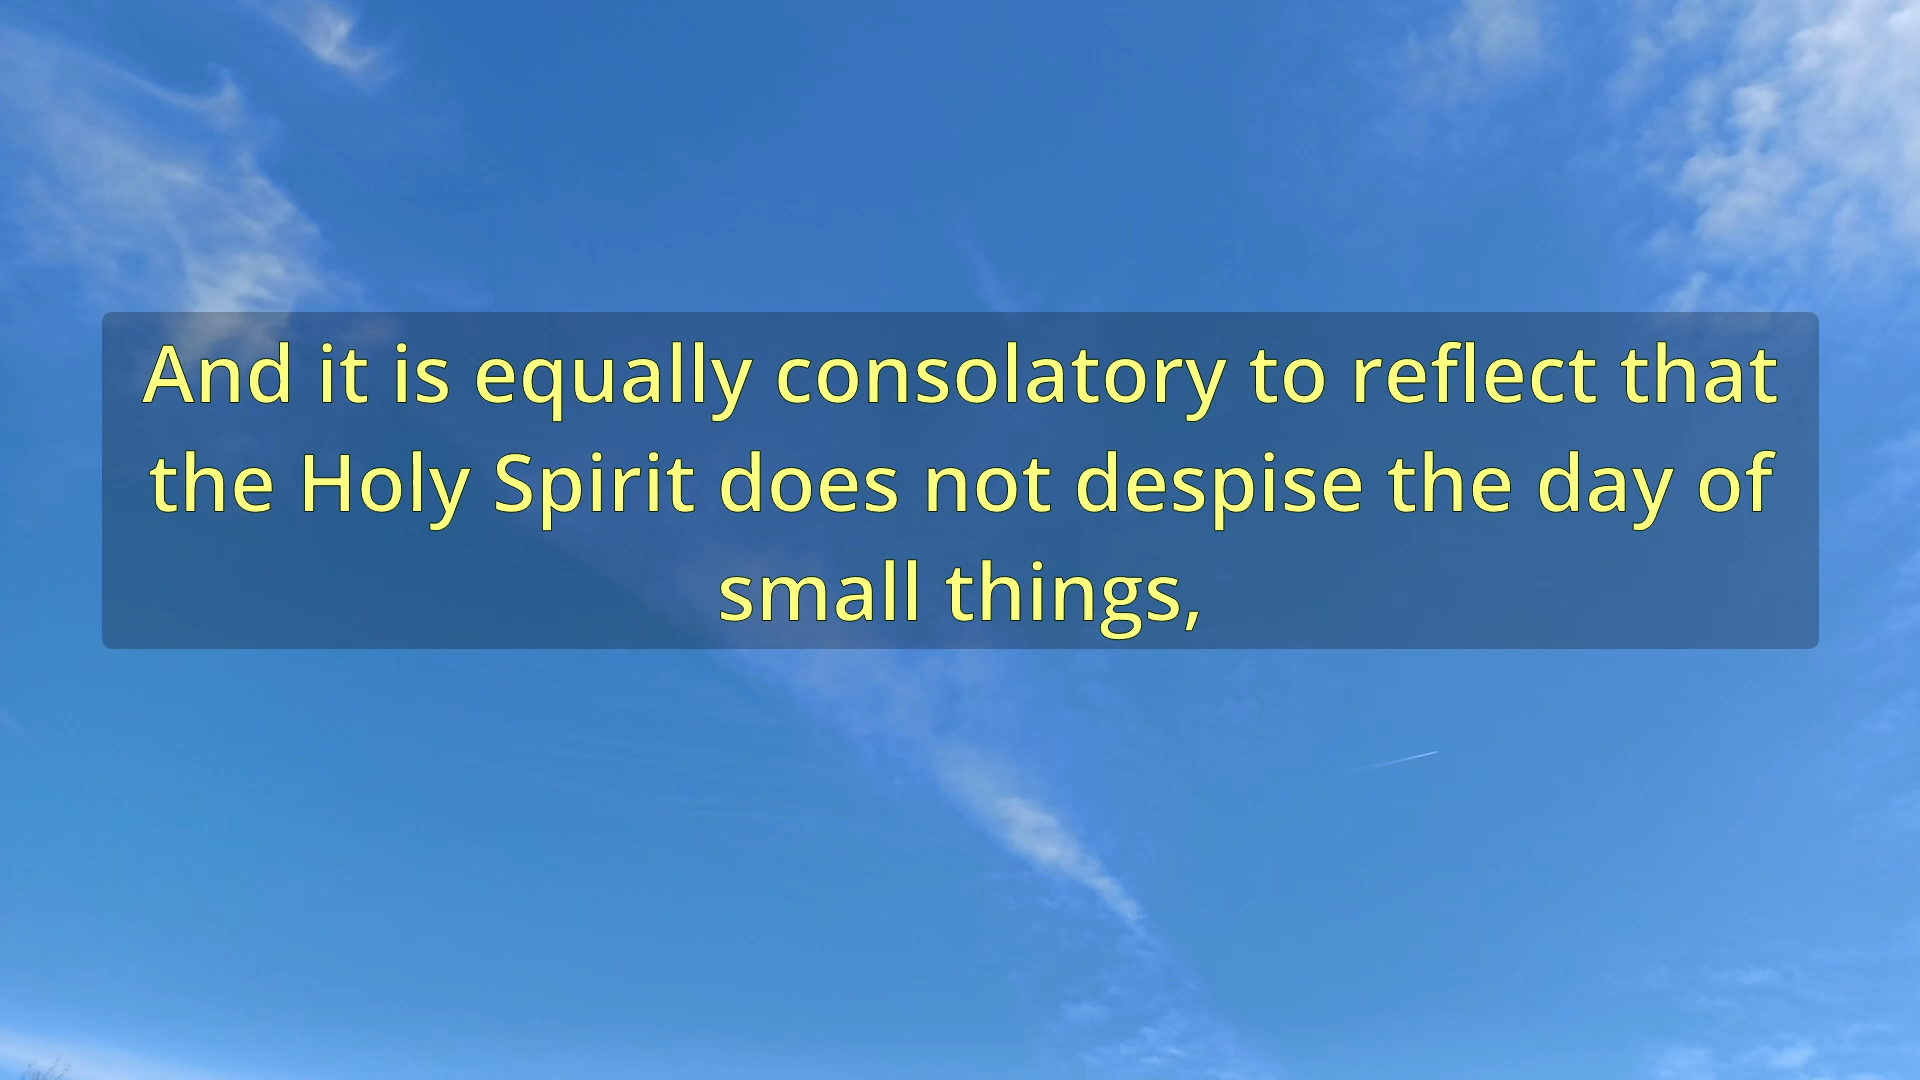 And it is equally consolatory to reflect that
the Holy Spirit does not despise the day of
small things,